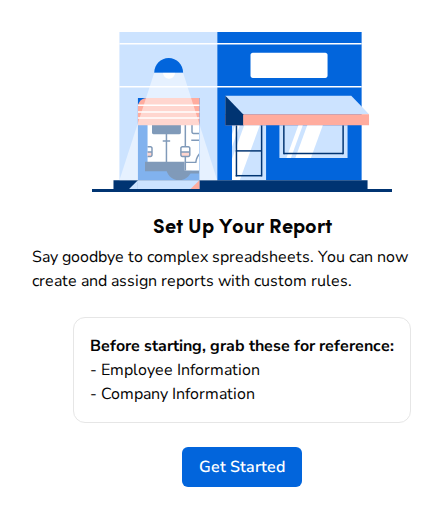 Set Up Your Report
Say goodbye to complex spreadsheets. You can now
create and assign reports with custom rules.
Before starting, grab these for reference:
- Employee Information
- Company Information
Get Started